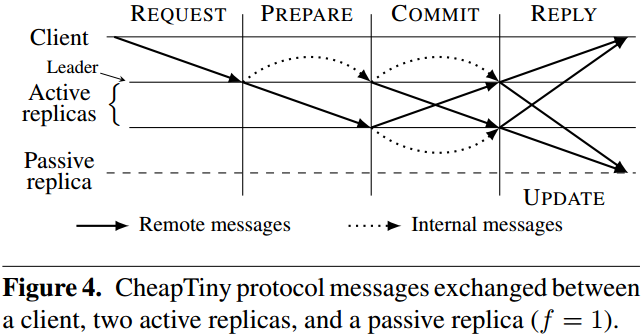 REQUEST PREPARE COMMIT REPLY
Client
Leader
Active
replicas
Passive
replica
UPDATE
Remote messages Internal messages
Figure 4. CheapTiny protocol messages exchanged between
a client, two active replicas, and a passive replica (f = 1).